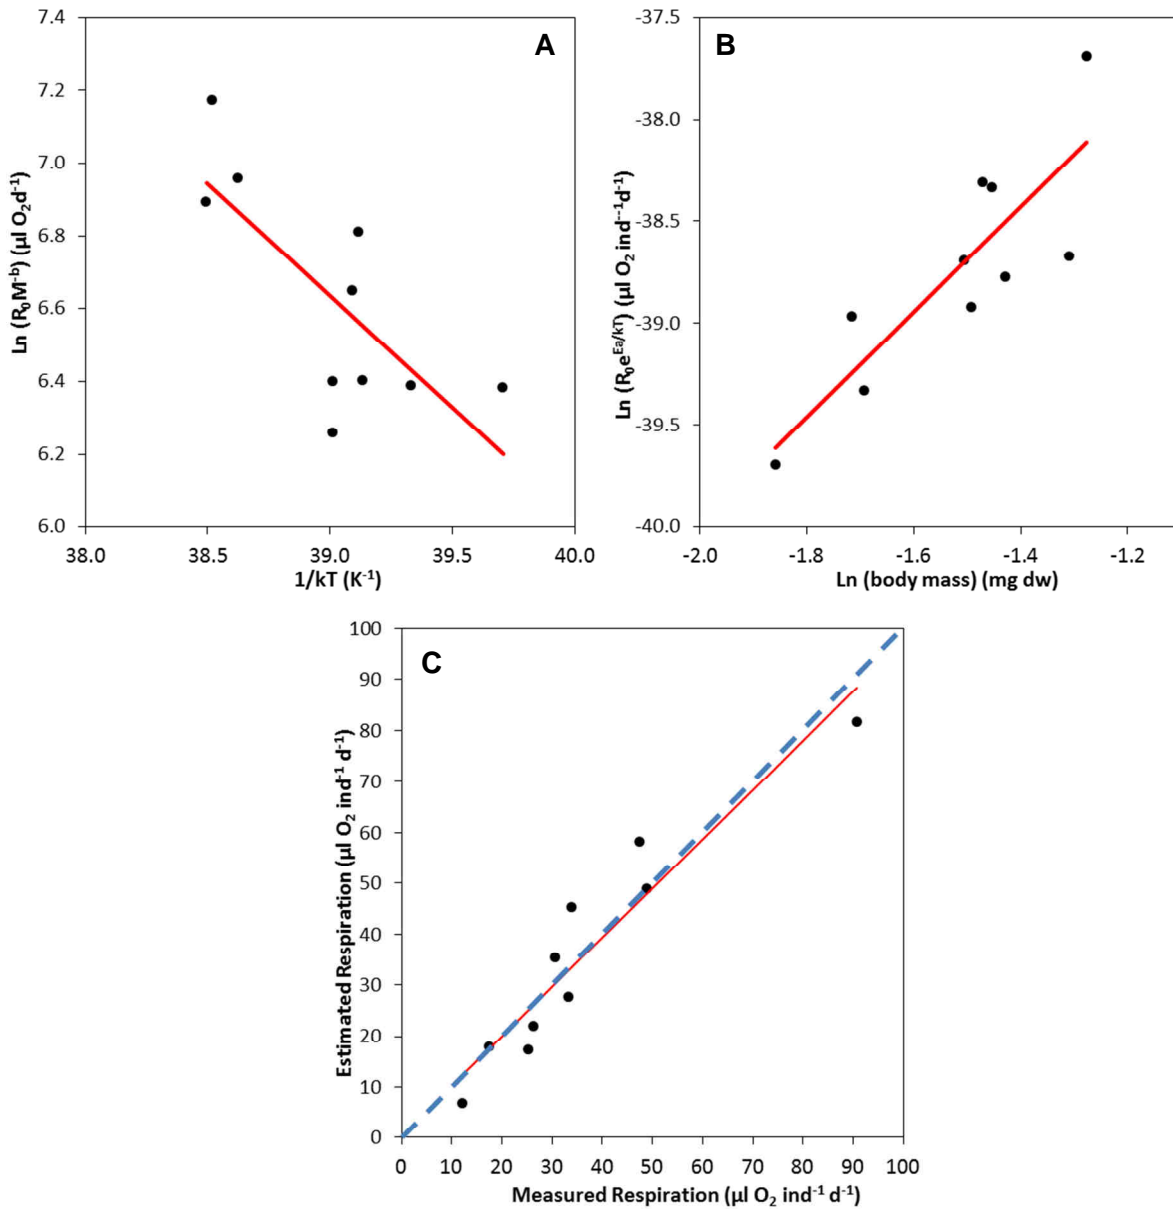 A
Ln (R₀M⁻ᵇ) (µl O₂d⁻¹)
7.4
7.2
7.0
6.8
6.6
6.4
6.2
6.0
38.0 38.5 39.0 39.5 40.0
1/kT (K⁻¹)
B
Ln (R₀e^Ea/kT) (µl O₂ ind⁻⁻¹d⁻¹)
-37.5
-38.0
-38.5
-39.0
-39.5
-40.0
-2.0 -1.8 -1.6 -1.4 -1.2
Ln (body mass) (mg dw)
C
Estimated Respiration (µl O₂ ind⁻¹ d⁻¹)
100
90
80
70
60
50
40
30
20
10
0
0 10 20 30 40 50 60 70 80 90 100
Measured Respiration (µl O₂ ind⁻¹ d⁻¹)